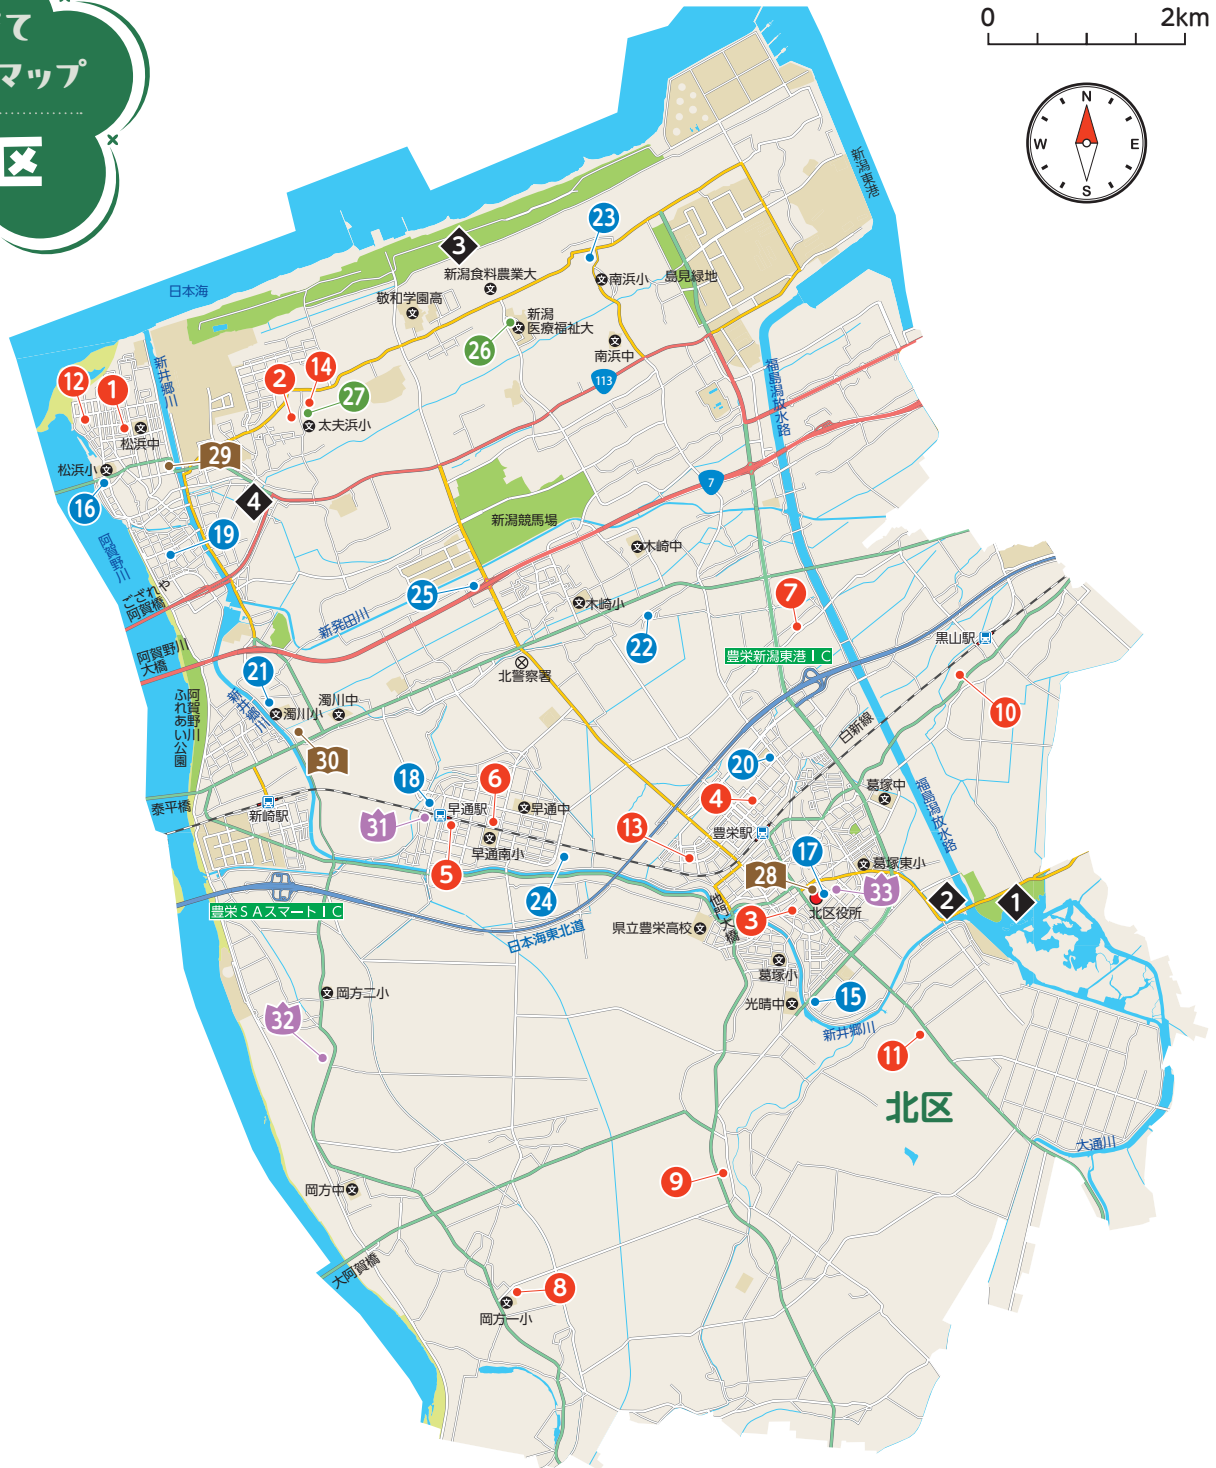 て
マップ
区
0 2km
N
W E
S
新潟東港
23
3
新潟食料農業大
南浜小
島見緑地
日本海
敬和学園高
新潟
医療福祉大
26
南浜中
新井郷川
113
福島潟放水路
12
1
2
14
27
松浜中
太夫浜小
29
松浜小
7
16
4
新潟競馬場
19
木崎中
阿賀野川
ござれや
阿賀橋
25
木崎小
7
新発田川
22
黒山駅
阿賀野川
大橋
豊栄新潟東港IC
21
北警察署
新井郷川
濁川小
濁川中
10
阿賀野川
ふれあい公園
白新線
30
20
18
6
葛塚中
福島潟放水路
4
泰平橋
新崎駅
31
早通駅
早通中
13
豊栄駅
早通南小
17
葛塚東小
5
28
33
24
2
1
豊栄SAスマートIC
他門大橋
3
北区役所
日本海東北道
県立豊栄高校
葛塚小
岡方二小
光晴中
15
32
新井郷川
11
北区
大通川
岡方中
9
大阿賀橋
8
岡方一小